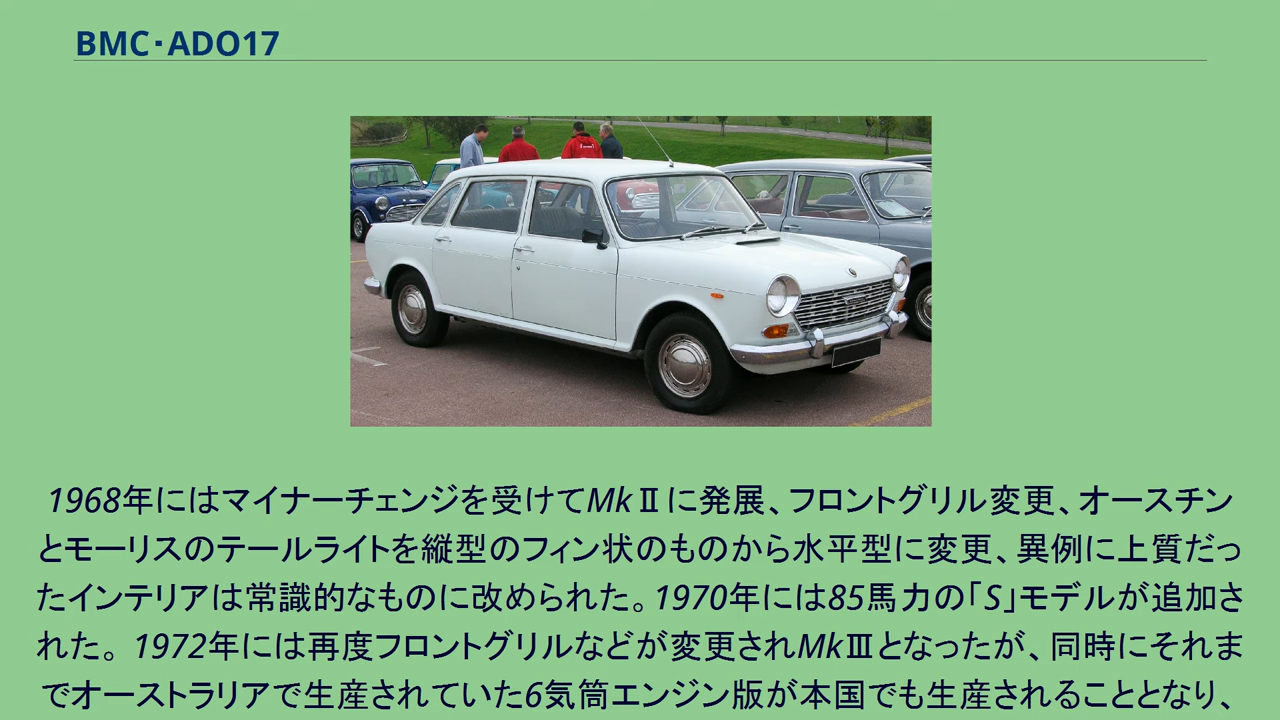 BMC･ADO17
1968年にはマイナーチェンジを受けてMkⅡに発展、フロントグリル変更、オースチン
とモーリスのテールライトを縦型のフィン状のものから水平型に変更、異例に上質だっ
たインテリアは常識的なものに改められた。1970年には85馬力の「S」モデルが追加さ
れた。1972年には再度フロントグリルなどが変更されMkⅢとなったが、同時にそれま
でオーストラリアで生産されていた6気筒エンジン版が本国でも生産されることとなり、